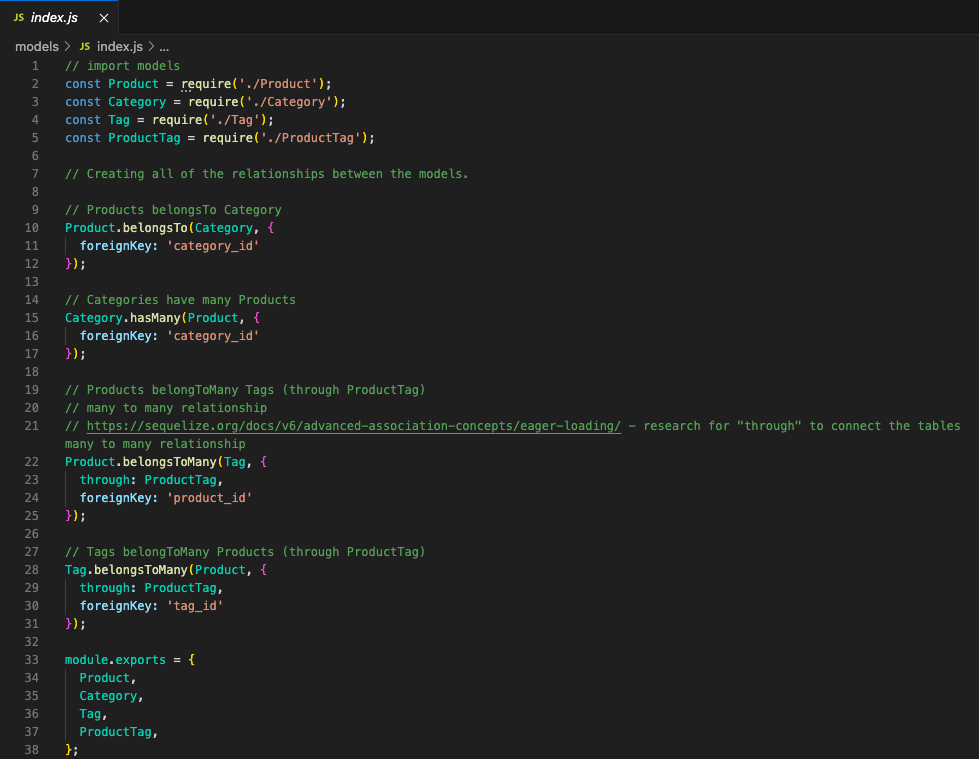 JS index.js ×
models > JS index.js > ...
1 // import models
2 const Product = require('./Product');
3 const Category = require('./Category');
4 const Tag = require('./Tag');
5 const ProductTag = require('./ProductTag');
6
7 // Creating all of the relationships between the models.
8
9 // Products belongsTo Category
10 Product.belongsTo(Category, {
11   foreignKey: 'category_id'
12 });
13
14 // Categories have many Products
15 Category.hasMany(Product, {
16   foreignKey: 'category_id'
17 });
18
19 // Products belongToMany Tags (through ProductTag)
20 // many to many relationship
21 // https://sequelize.org/docs/v6/advanced-association-concepts/eager-loading/ - research for "through" to connect the tables
many to many relationship
22 Product.belongsToMany(Tag, {
23   through: ProductTag,
24   foreignKey: 'product_id'
25 });
26
27 // Tags belongToMany Products (through ProductTag)
28 Tag.belongsToMany(Product, {
29   through: ProductTag,
30   foreignKey: 'tag_id'
31 });
32
33 module.exports = {
34   Product,
35   Category,
36   Tag,
37   ProductTag,
38 };